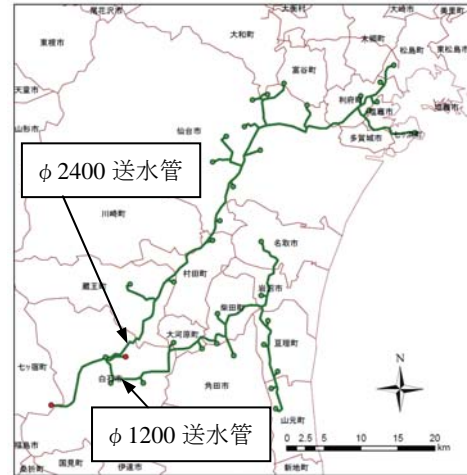 尾花沢市
大崎市
美里町
大和町
大郷町
松島町
東松島市
東根市
富谷町
利府町
塩竈市
天童市
多賀城市
七ヶ浜町
山形市
仙台市
φ2400 送水管
川崎町
名取市
村田町
蔵王町
岩沼市
柴田町
大河原町
亘理町
七ヶ宿町
白石市
角田市
N
φ1200 送水管
山元町
0 2.5 5 10 15 20
km
福島市
国見町
桑折町
伊達市
新地町